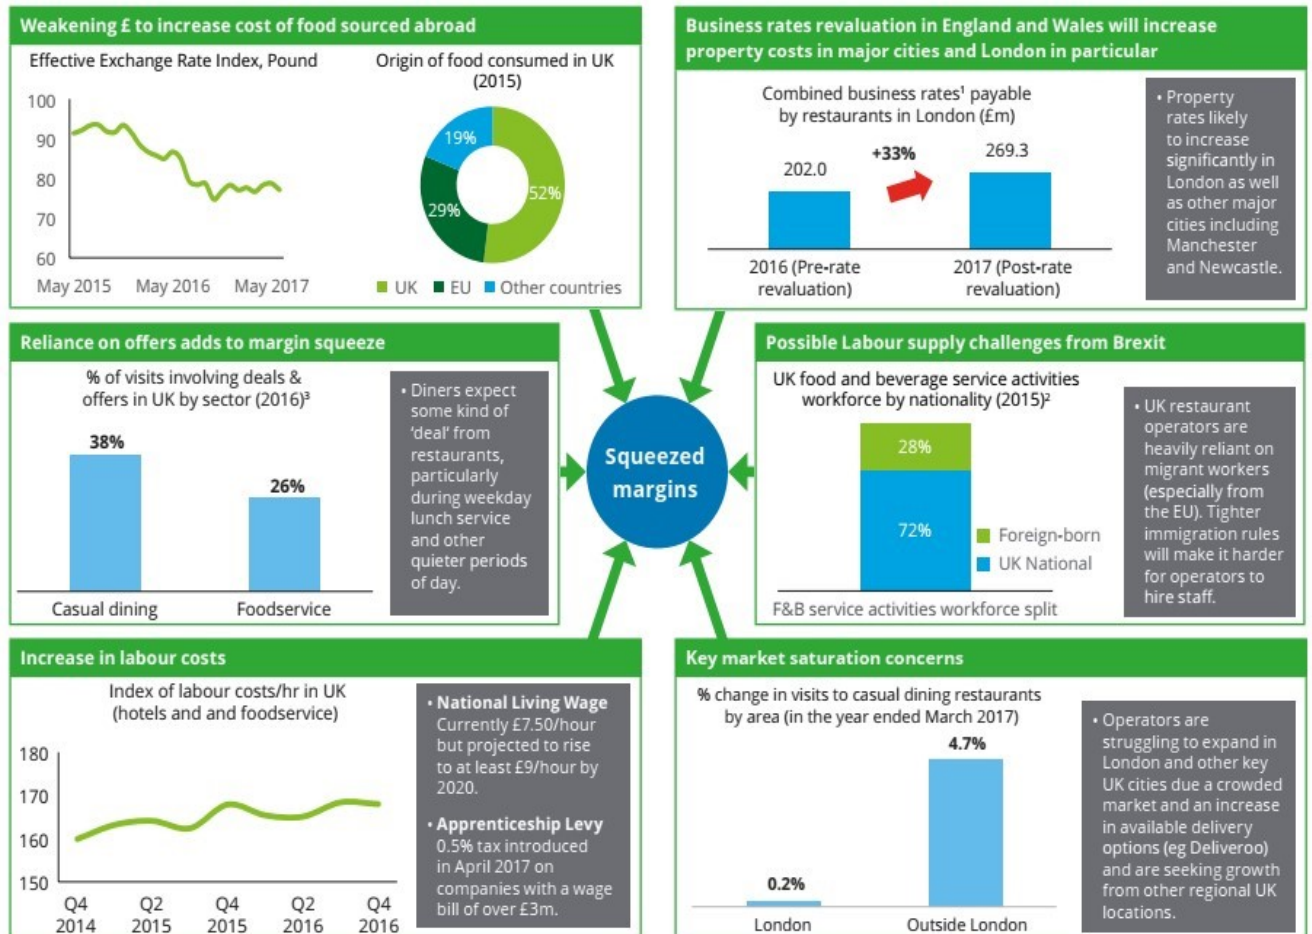 Weakening £ to increase cost of food sourced abroad
Effective Exchange Rate Index, Pound
100
90
80
70
60
May 2015
May 2016
May 2017
Origin of food consumed in UK
(2015)
19%
52%
29%
UK
EU
Other countries
Business rates revaluation in England and Wales will increase
property costs in major cities and London in particular
Combined business rates¹ payable
by restaurants in London (£m)
202.0
+33%
269.3
2016 (Pre-rate
revaluation)
2017 (Post-rate
revaluation)
• Property
rates likely
to increase
significantly in
London as well
as other major
cities including
Manchester
and Newcastle.
Reliance on offers adds to margin squeeze
% of visits involving deals &
offers in UK by sector (2016)³
38%
26%
Casual dining
Foodservice
• Diners expect
some kind of
'deal' from
restaurants,
particularly
during weekday
lunch service
and other
quieter periods
of day.
Squeezed
margins
Possible Labour supply challenges from Brexit
UK food and beverage service activities
workforce by nationality (2015)²
28%
72%
Foreign-born
UK National
F&B service activities workforce split
• UK restaurant
operators are
heavily reliant on
migrant workers
(especially from
the EU). Tighter
immigration rules
will make it harder
for operators to
hire staff.
Increase in labour costs
Index of labour costs/hr in UK
(hotels and and foodservice)
180
170
160
150
Q4
2014
Q2
2015
Q4
2015
Q2
2016
Q4
2016
• National Living Wage
Currently £7.50/hour
but projected to rise
to at least £9/hour by
2020.
• Apprenticeship Levy
0.5% tax introduced
in April 2017 on
companies with a wage
bill of over £3m.
Key market saturation concerns
% change in visits to casual dining restaurants
by area (in the year ended March 2017)
4.7%
0.2%
London
Outside London
• Operators are
struggling to expand in
London and other key
UK cities due a crowded
market and an increase
in available delivery
options (eg Deliveroo)
and are seeking growth
from other regional UK
locations.